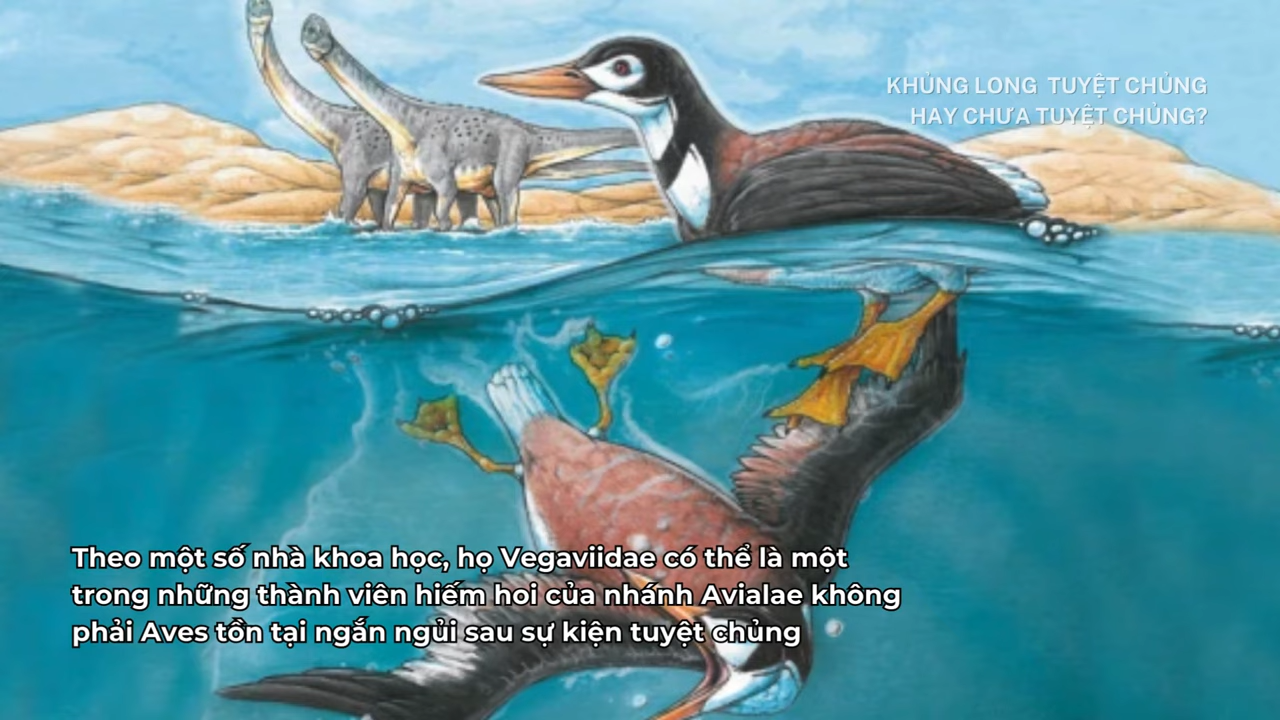 KHỦNG LONG TUYỆT CHỦNG
HAY CHƯA TUYỆT CHỦNG?
Theo một số nhà khoa học, họ Vegaviidae có thể là một
trong những thành viên hiếm hoi của nhánh Avialae không
phải Aves tồn tại ngắn ngủi sau sự kiện tuyệt chủng